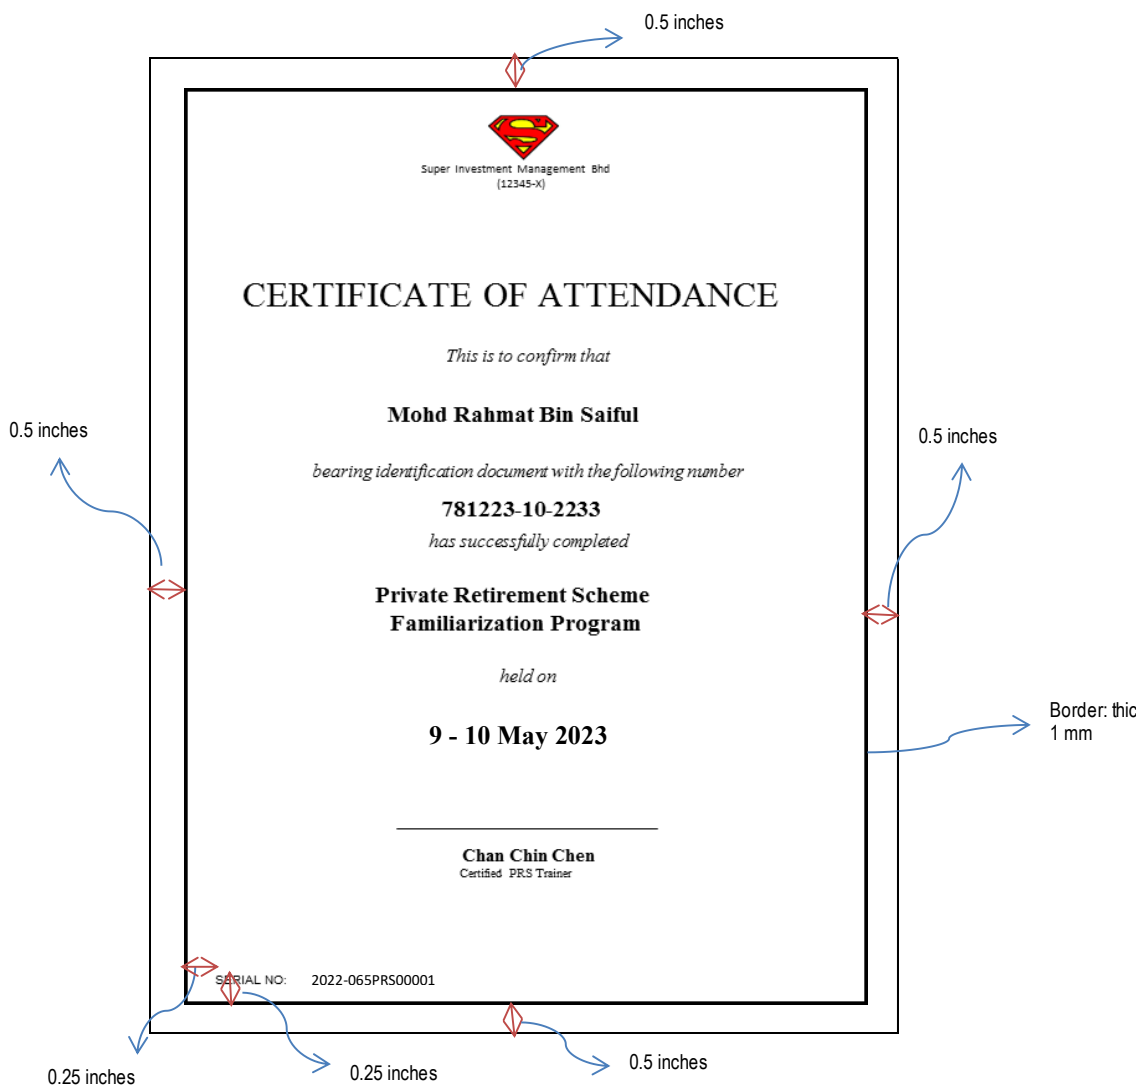 0.5 inches
Super Investment Management Bhd
(12345-X)
CERTIFICATE OF ATTENDANCE
This is to confirm that
Mohd Rahmat Bin Saiful
0.5 inches
0.5 inches
bearing identification document with the following number
781223-10-2233
has successfully completed
Private Retirement Scheme
Familiarization Program
held on
Border: thic
1 mm
9 - 10 May 2023
Chan Chin Chen
Certified PRS Trainer
SERIAL NO: 2022-065PRS00001
0.25 inches
0.25 inches
0.5 inches